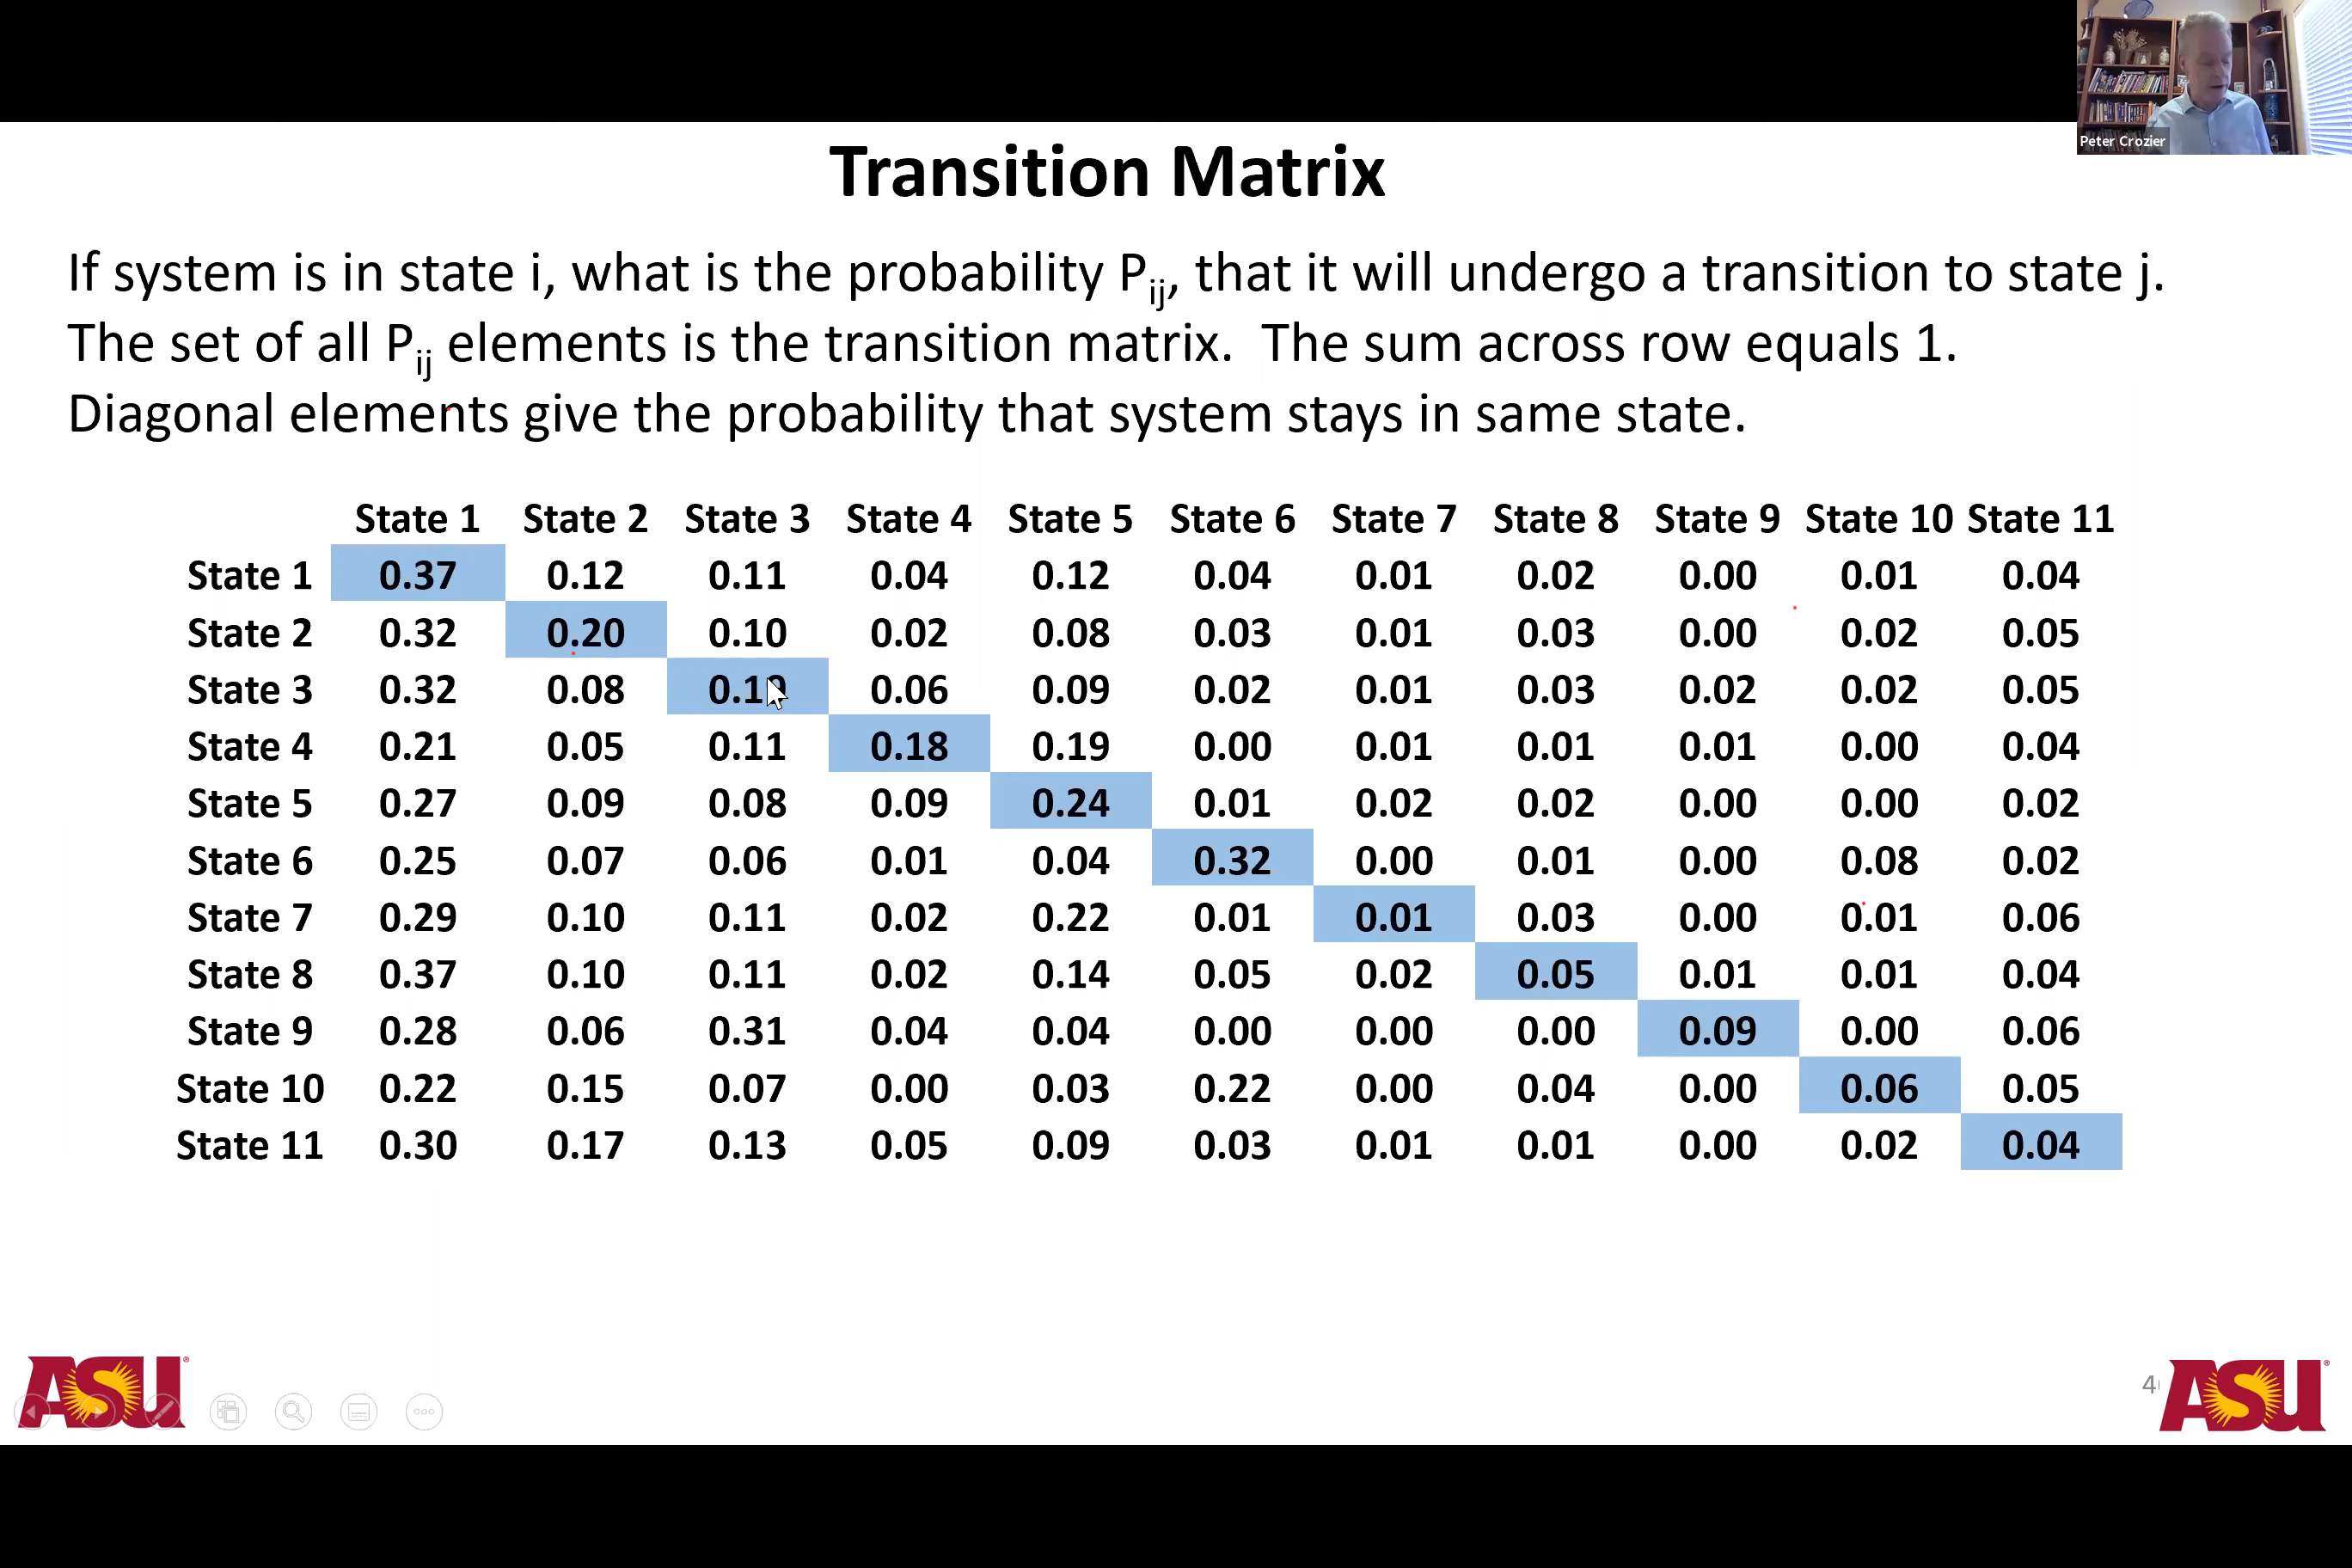 Peter Crozier
Transition Matrix
If system is in state i, what is the probability Pij, that it will undergo a transition to state j.
The set of all Pij elements is the transition matrix. The sum across row equals 1.
Diagonal elements give the probability that system stays in same state.
State 1 State 2 State 3 State 4 State 5 State 6 State 7 State 8 State 9 State 10 State 11
State 1 0.37 0.12 0.11 0.04 0.12 0.04 0.01 0.02 0.00 0.01 0.04
State 2 0.32 0.20 0.10 0.02 0.08 0.03 0.01 0.03 0.00 0.02 0.05
State 3 0.32 0.08 0.06 0.09 0.02 0.01 0.03 0.02 0.02 0.05
State 4 0.21 0.05 0.11 0.18 0.19 0.00 0.01 0.01 0.01 0.00 0.04
State 5 0.27 0.09 0.08 0.09 0.24 0.01 0.02 0.02 0.00 0.00 0.02
State 6 0.25 0.07 0.06 0.01 0.04 0.32 0.00 0.01 0.00 0.08 0.02
State 7 0.29 0.10 0.11 0.02 0.22 0.01 0.01 0.03 0.00 0.01 0.06
State 8 0.37 0.10 0.11 0.02 0.14 0.05 0.02 0.05 0.01 0.01 0.04
State 9 0.28 0.06 0.31 0.04 0.04 0.00 0.00 0.00 0.09 0.00 0.06
State 10 0.22 0.15 0.07 0.00 0.03 0.22 0.00 0.04 0.00 0.06 0.05
State 11 0.30 0.17 0.13 0.05 0.09 0.03 0.01 0.01 0.00 0.02 0.04
ASU
ASU